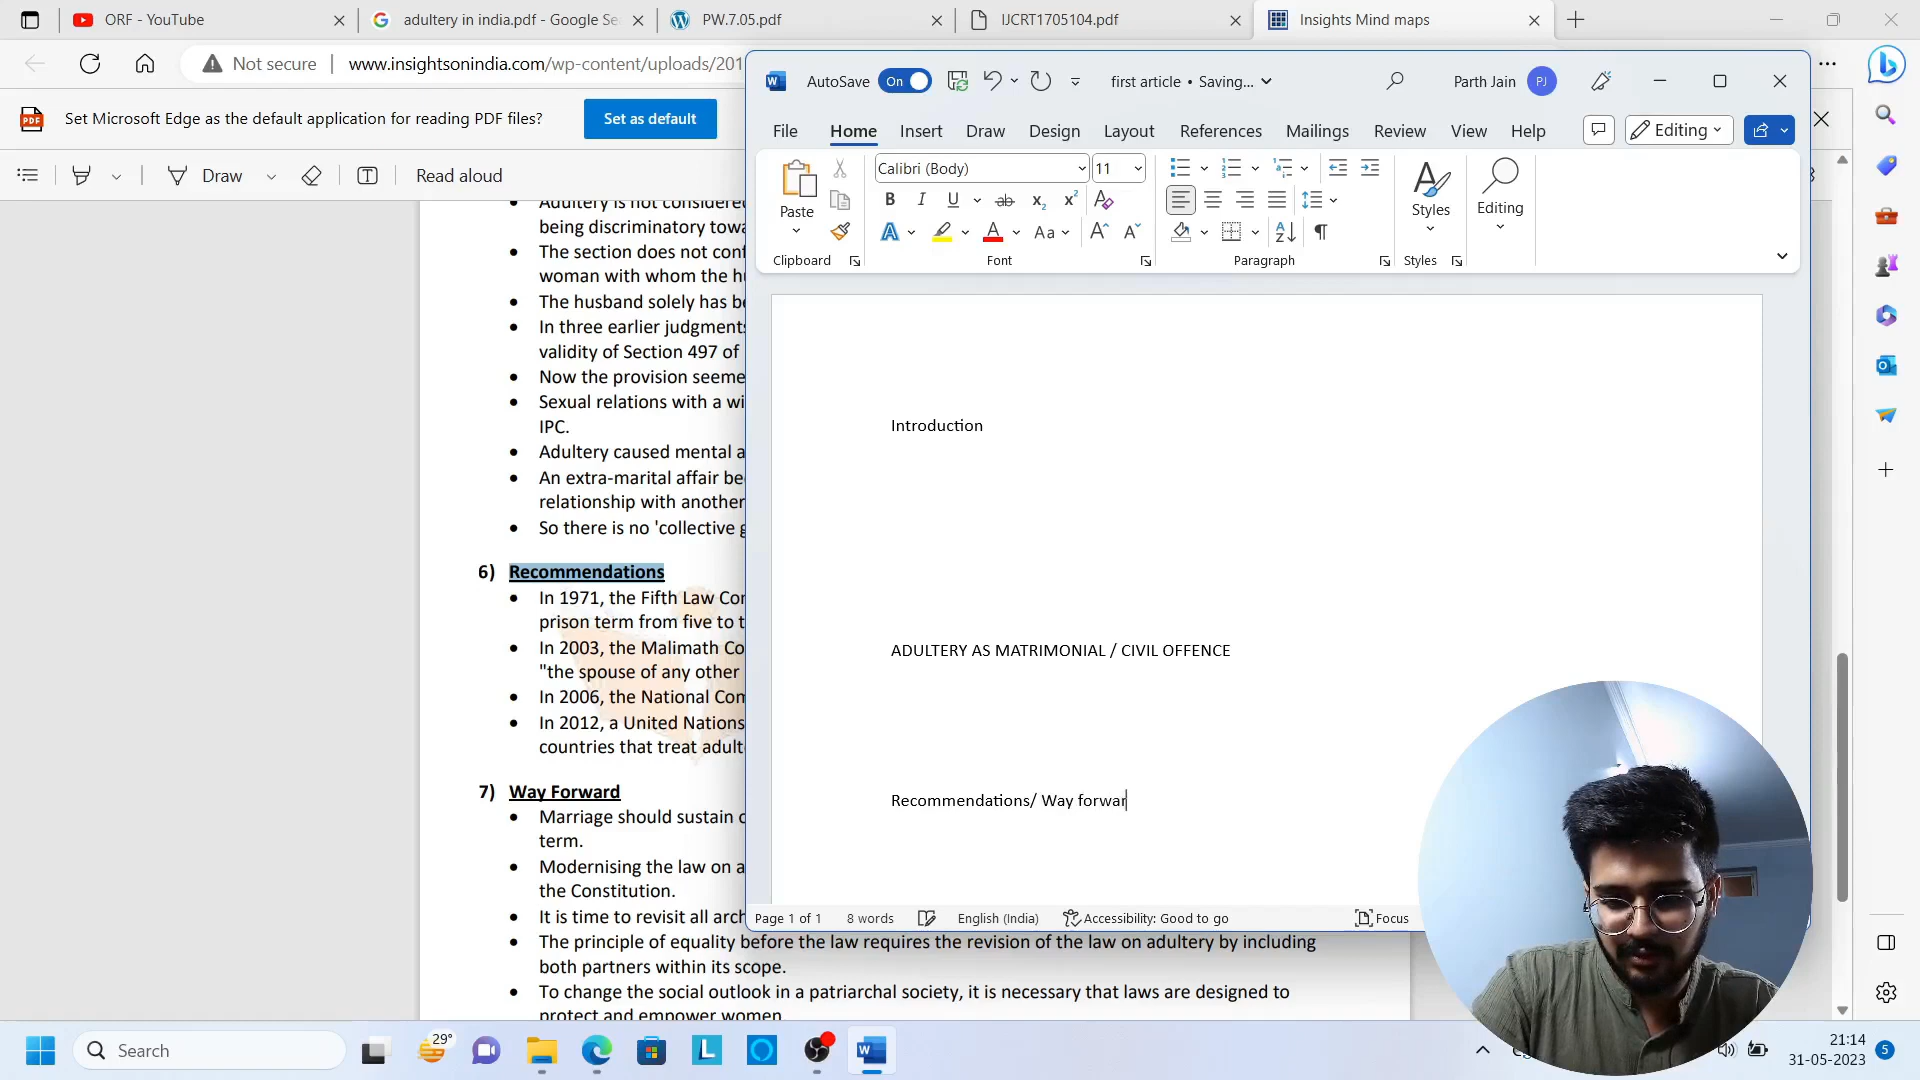 ORF - YouTube
adultery in india.pdf - Google Se
PW.7.05.pdf
IJCRT1705104.pdf
Insights Mind maps
Not secure
www.insightsonindia.com/wp-content/uploads/201
Set Microsoft Edge as the default application for reading PDF files?
Set as default
Draw
Read aloud
Adultery is not considered
being discriminatory towa
The section does not conf
woman with whom the hu
The husband solely has be
In three earlier judgments
validity of Section 497 of
Now the provision seeme
Sexual relations with a wi
IPC.
Adultery caused mental a
An extra-marital affair be
relationship with another
So there is no 'collective g
6) Recommendations
In 1971, the Fifth Law Com
prison term from five to t
In 2003, the Malimath Co
"the spouse of any other
In 2006, the National Com
In 2012, a United Nations
countries that treat adult
7) Way Forward
Marriage should sustain o
term.
Modernising the law on a
the Constitution.
It is time to revisit all arch
The principle of equality before the law requires the revision of the law on adultery by including
both partners within its scope.
To change the social outlook in a patriarchal society, it is necessary that laws are designed to
protect and empower women.
AutoSave On
first article • Saving...
Parth Jain PJ
File Home Insert Draw Design Layout References Mailings Review View Help
Editing
Calibri (Body) 11
Paste
Styles
Editing
Clipboard
Font
Paragraph
Styles
Introduction
ADULTERY AS MATRIMONIAL / CIVIL OFFENCE
Recommendations/ Way forwar
Page 1 of 1 8 words English (India) Accessibility: Good to go Focus
Search
29°
21:14
31-05-2023
5